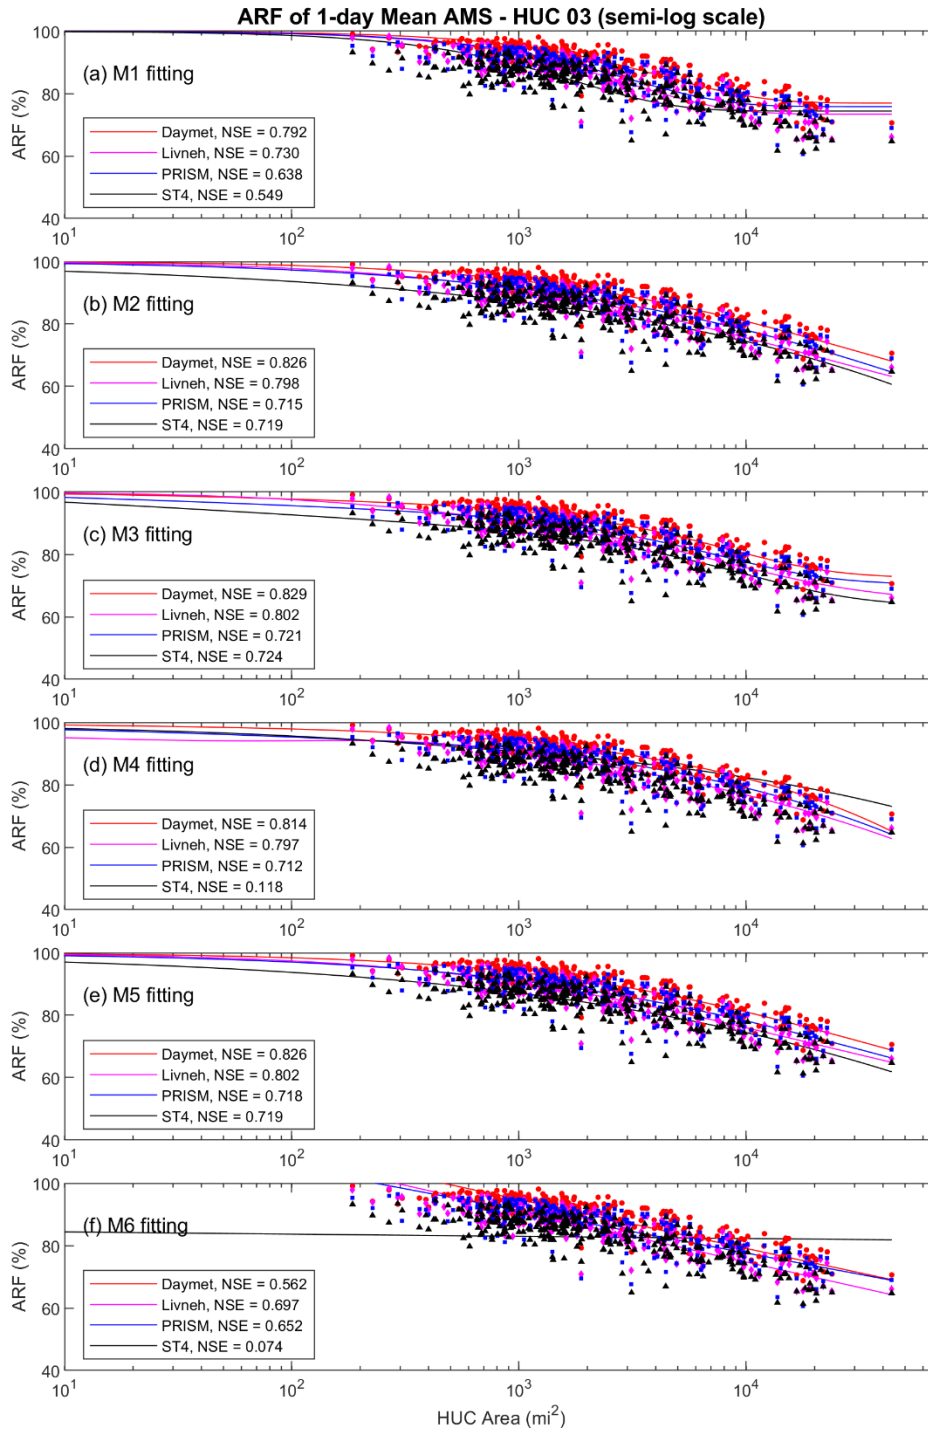 ARF of 1-day Mean AMS - HUC 03 (semi-log scale)
100
80
60
40
ARF (%)
(a) M1 fitting
Daymet, NSE = 0.792
Livneh, NSE = 0.730
PRISM, NSE = 0.638
ST4, NSE = 0.549
10^1 10^2 10^3 10^4
100
80
60
40
ARF (%)
(b) M2 fitting
Daymet, NSE = 0.826
Livneh, NSE = 0.798
PRISM, NSE = 0.715
ST4, NSE = 0.719
10^1 10^2 10^3 10^4
100
80
60
40
ARF (%)
(c) M3 fitting
Daymet, NSE = 0.829
Livneh, NSE = 0.802
PRISM, NSE = 0.721
ST4, NSE = 0.724
10^1 10^2 10^3 10^4
100
80
60
40
ARF (%)
(d) M4 fitting
Daymet, NSE = 0.814
Livneh, NSE = 0.797
PRISM, NSE = 0.712
ST4, NSE = 0.118
10^1 10^2 10^3 10^4
100
80
60
40
ARF (%)
(e) M5 fitting
Daymet, NSE = 0.826
Livneh, NSE = 0.802
PRISM, NSE = 0.718
ST4, NSE = 0.719
10^1 10^2 10^3 10^4
100
80
60
40
ARF (%)
(f) M6 fitting
Daymet, NSE = 0.562
Livneh, NSE = 0.697
PRISM, NSE = 0.652
ST4, NSE = 0.074
10^1 10^2 10^3 10^4
HUC Area (mi^2)